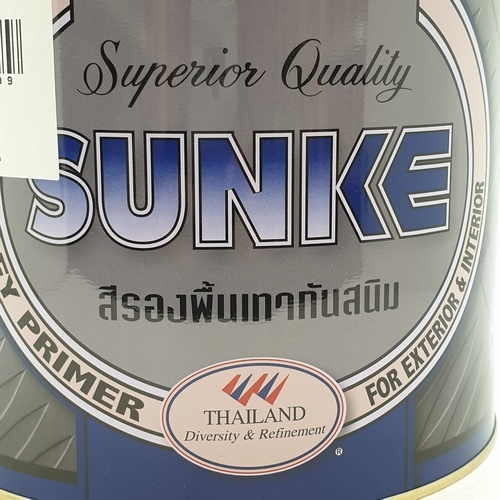 Superior Quality
SUNKE
สีรองพื้นเทากันสนิม
PRIMER
FOR EXTERIOR & INTERIOR
THAILAND
Diversity & Refinement
®